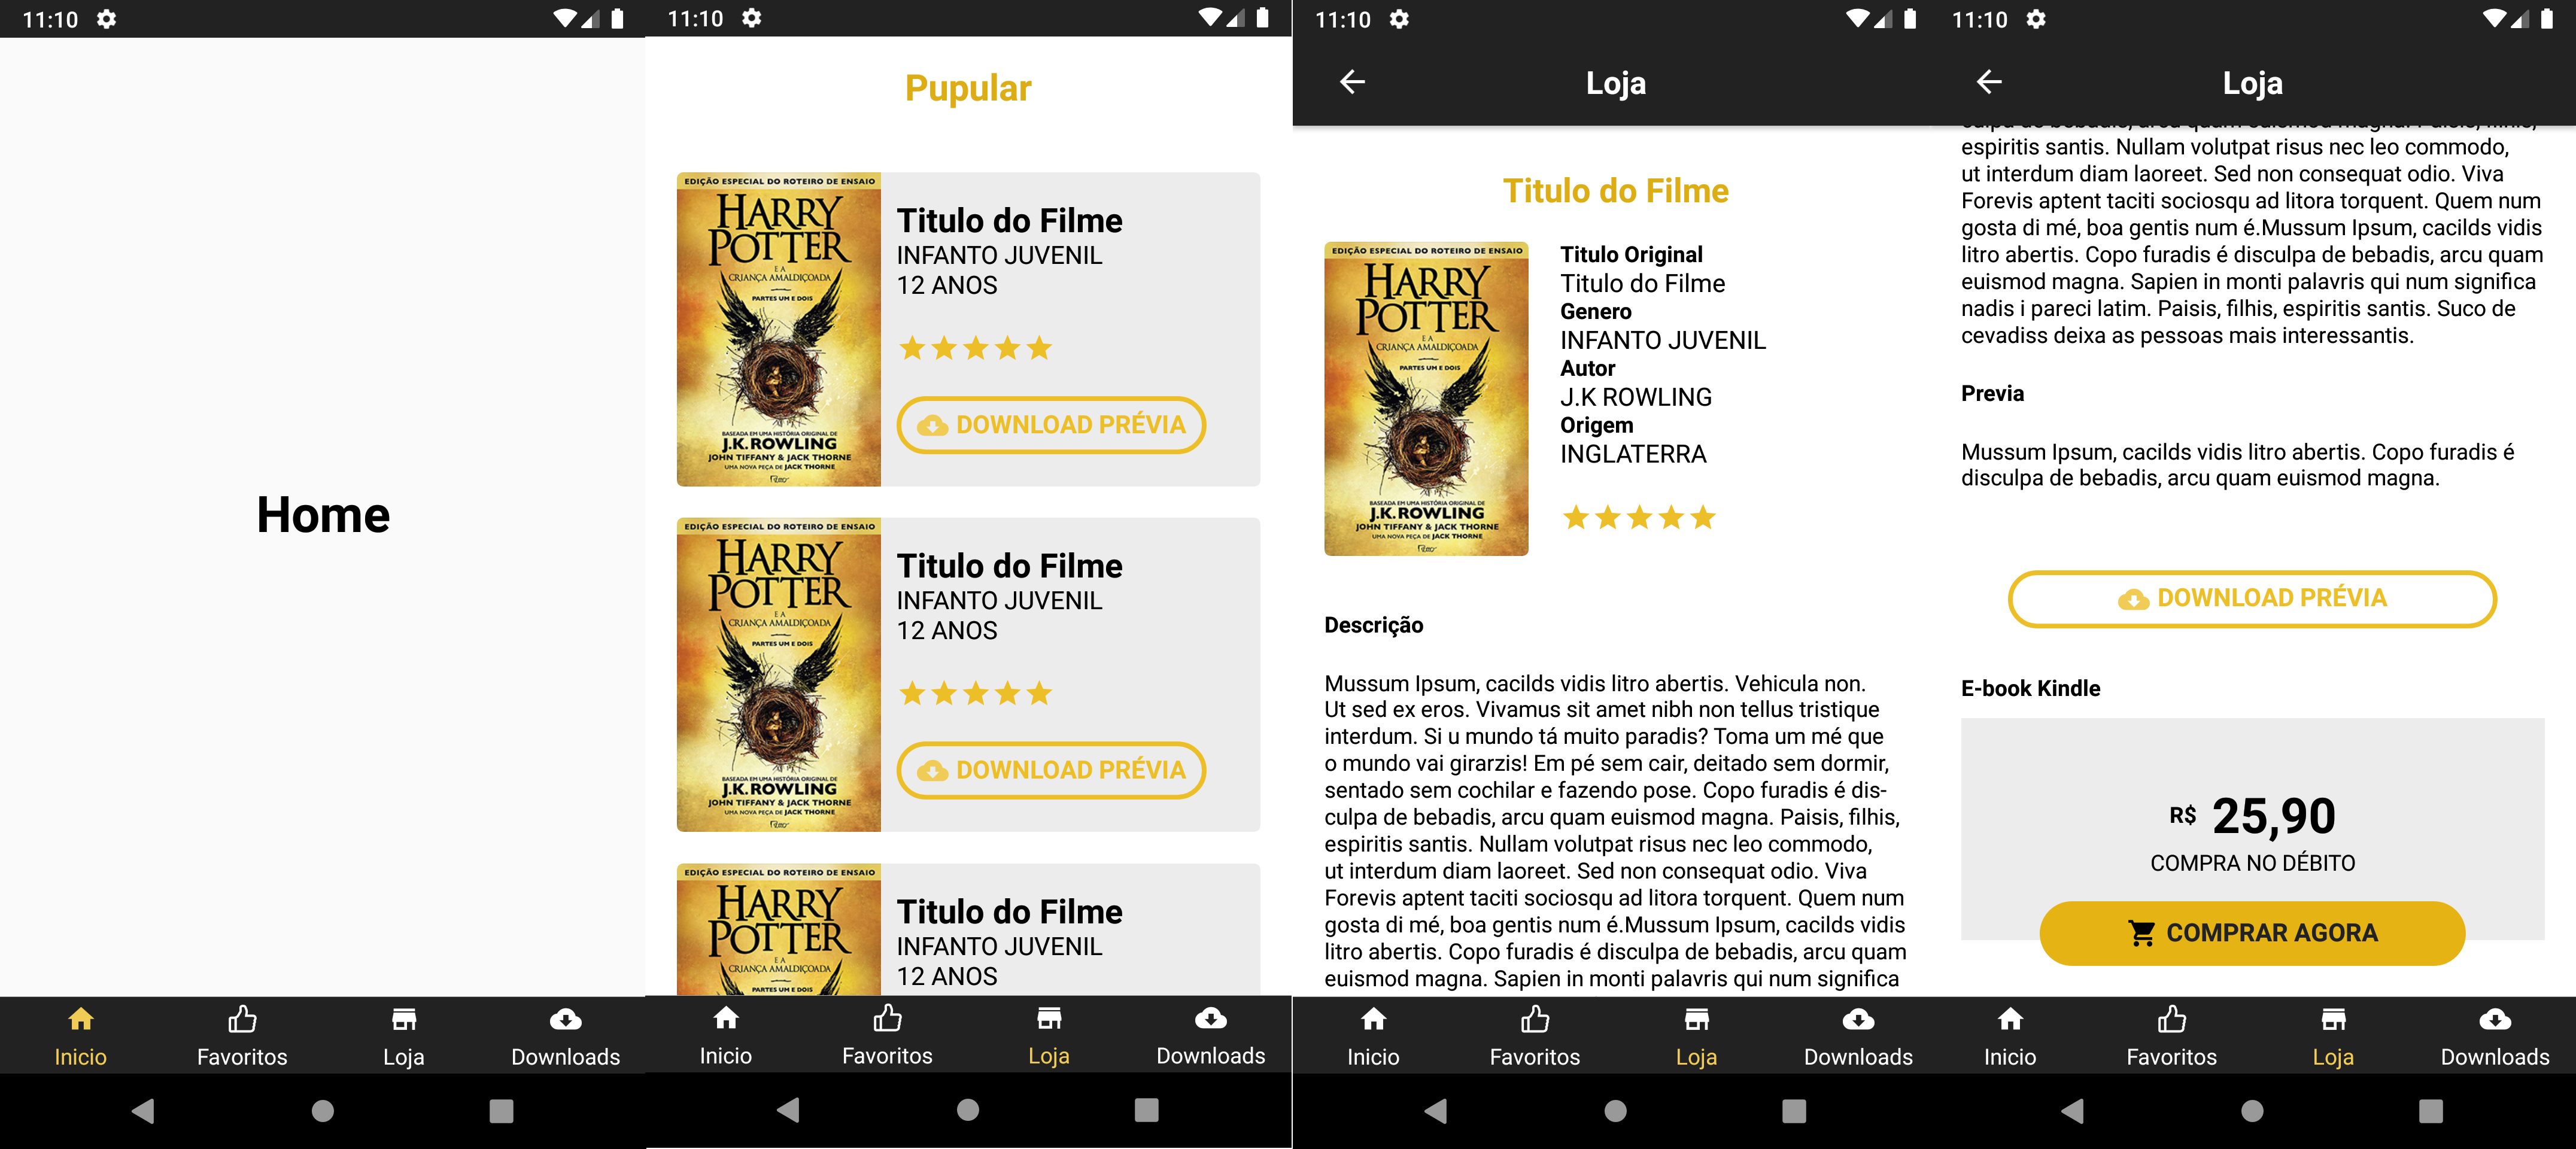 11:10
Home
Inicio
Favoritos
Loja
Downloads
11:10
Pupular
EDIÇÃO ESPECIAL DO ROTEIRO DE ENSAIO
HARRY
POTTER
E A
CRIANÇA AMALDIÇOADA
PARTES UM E DOIS
BASEADA EM UMA HISTÓRIA ORIGINAL DE
J.K.ROWLING
JOHN TIFFANY & JACK THORNE
UMA NOVA PEÇA DE JACK THORNE
Titulo do Filme
INFANTO JUVENIL
12 ANOS
DOWNLOAD PRÉVIA
EDIÇÃO ESPECIAL DO ROTEIRO DE ENSAIO
HARRY
POTTER
E A
CRIANÇA AMALDIÇOADA
PARTES UM E DOIS
BASEADA EM UMA HISTÓRIA ORIGINAL DE
J.K.ROWLING
JOHN TIFFANY & JACK THORNE
UMA NOVA PEÇA DE JACK THORNE
Titulo do Filme
INFANTO JUVENIL
12 ANOS
DOWNLOAD PRÉVIA
EDIÇÃO ESPECIAL DO ROTEIRO DE ENSAIO
HARRY
POTTER
E A
CRIANÇA AMALDIÇOADA
PARTES UM E DOIS
Titulo do Filme
INFANTO JUVENIL
12 ANOS
Inicio
Favoritos
Loja
Downloads
11:10
Loja
Titulo do Filme
EDIÇÃO ESPECIAL DO ROTEIRO DE ENSAIO
HARRY
POTTER
E A
CRIANÇA AMALDIÇOADA
PARTES UM E DOIS
BASEADA EM UMA HISTÓRIA ORIGINAL DE
J.K.ROWLING
JOHN TIFFANY & JACK THORNE
UMA NOVA PEÇA DE JACK THORNE
Titulo Original
Titulo do Filme
Genero
INFANTO JUVENIL
Autor
J.K ROWLING
Origem
INGLATERRA
Descrição
Mussum Ipsum, cacilds vidis litro abertis. Vehicula non.
Ut sed ex eros. Vivamus sit amet nibh non tellus tristique
interdum. Si u mundo tá muito paradis? Toma um mé que
o mundo vai girarzis! Em pé sem cair, deitado sem dormir,
sentado sem cochilar e fazendo pose. Copo furadis é dis-
culpa de bebadis, arcu quam euismod magna. Paisis, filhis,
espiritis santis. Nullam volutpat risus nec leo commodo,
ut interdum diam laoreet. Sed non consequat odio. Viva
Forevis aptent taciti sociosqu ad litora torquent. Quem num
gosta di mé, boa gentis num é.Mussum Ipsum, cacilds vidis
litro abertis. Copo furadis é disculpa de bebadis, arcu quam
euismod magna. Sapien in monti palavris qui num significa
Inicio
Favoritos
Loja
Downloads
11:10
Loja
culpa de bebadis, arcu quam euismod magna. Paisis, filhis,
espiritis santis. Nullam volutpat risus nec leo commodo,
ut interdum diam laoreet. Sed non consequat odio. Viva
Forevis aptent taciti sociosqu ad litora torquent. Quem num
gosta di mé, boa gentis num é.Mussum Ipsum, cacilds vidis
litro abertis. Copo furadis é disculpa de bebadis, arcu quam
euismod magna. Sapien in monti palavris qui num significa
nadis i pareci latim. Paisis, filhis, espiritis santis. Suco de
cevadiss deixa as pessoas mais interessantis.
Previa
Mussum Ipsum, cacilds vidis litro abertis. Copo furadis é
disculpa de bebadis, arcu quam euismod magna.
DOWNLOAD PRÉVIA
E-book Kindle
R$ 25,90
COMPRA NO DÉBITO
COMPRAR AGORA
Inicio
Favoritos
Loja
Downloads